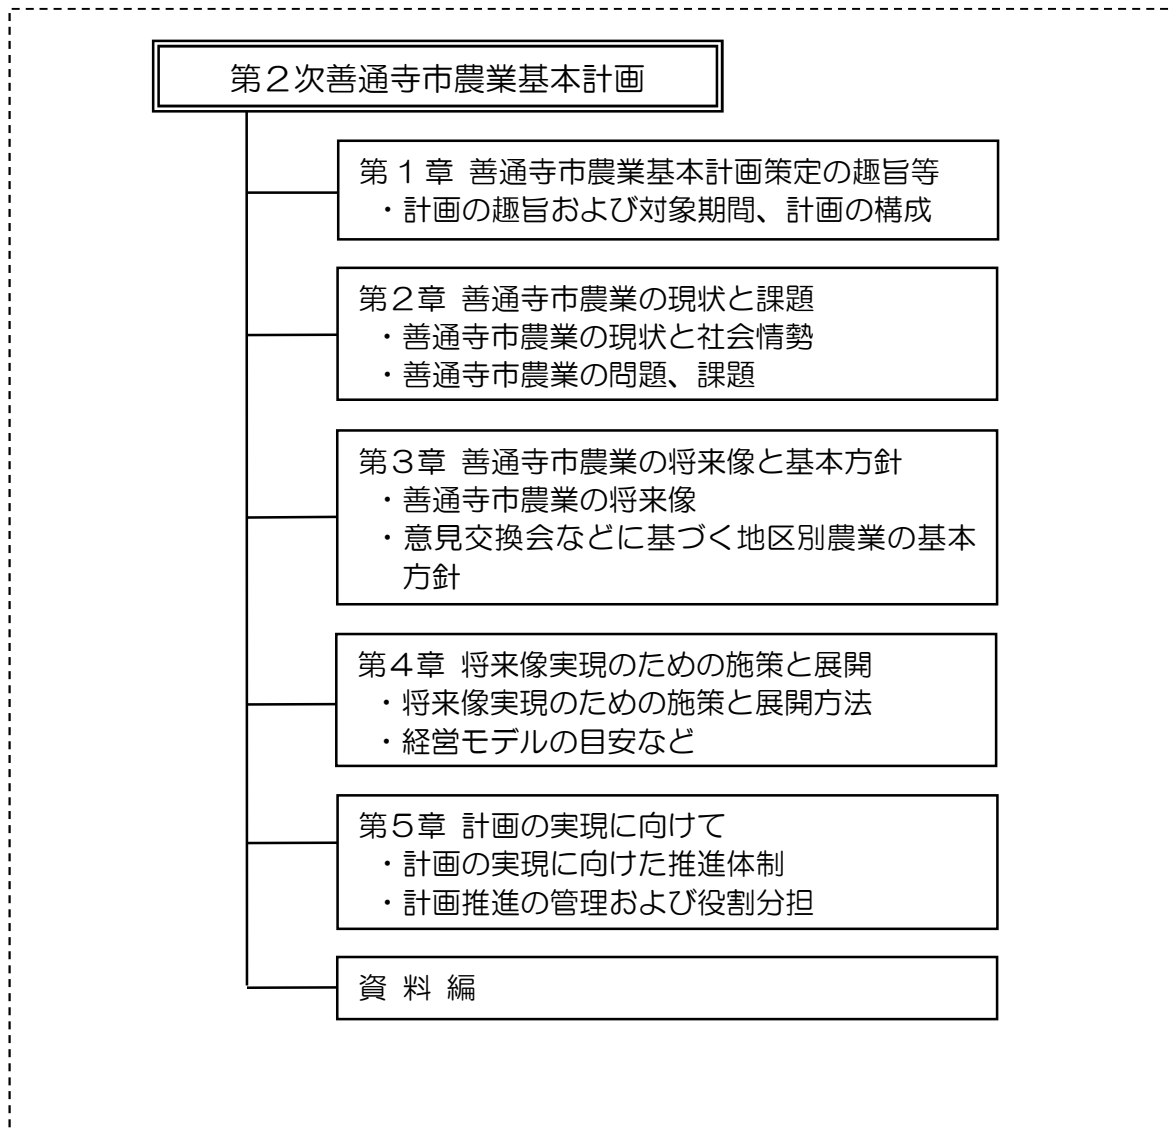 第２次善通寺市農業基本計画
第１章 善通寺市農業基本計画策定の趣旨等
・計画の趣旨および対象期間、計画の構成
第２章 善通寺市農業の現状と課題
・善通寺市農業の現状と社会情勢
・善通寺市農業の問題、課題
第３章 善通寺市農業の将来像と基本方針
・善通寺市農業の将来像
・意見交換会などに基づく地区別農業の基本
方針
第４章 将来像実現のための施策と展開
・将来像実現のための施策と展開方法
・経営モデルの目安など
第５章 計画の実現に向けて
・計画の実現に向けた推進体制
・計画推進の管理および役割分担
資 料 編